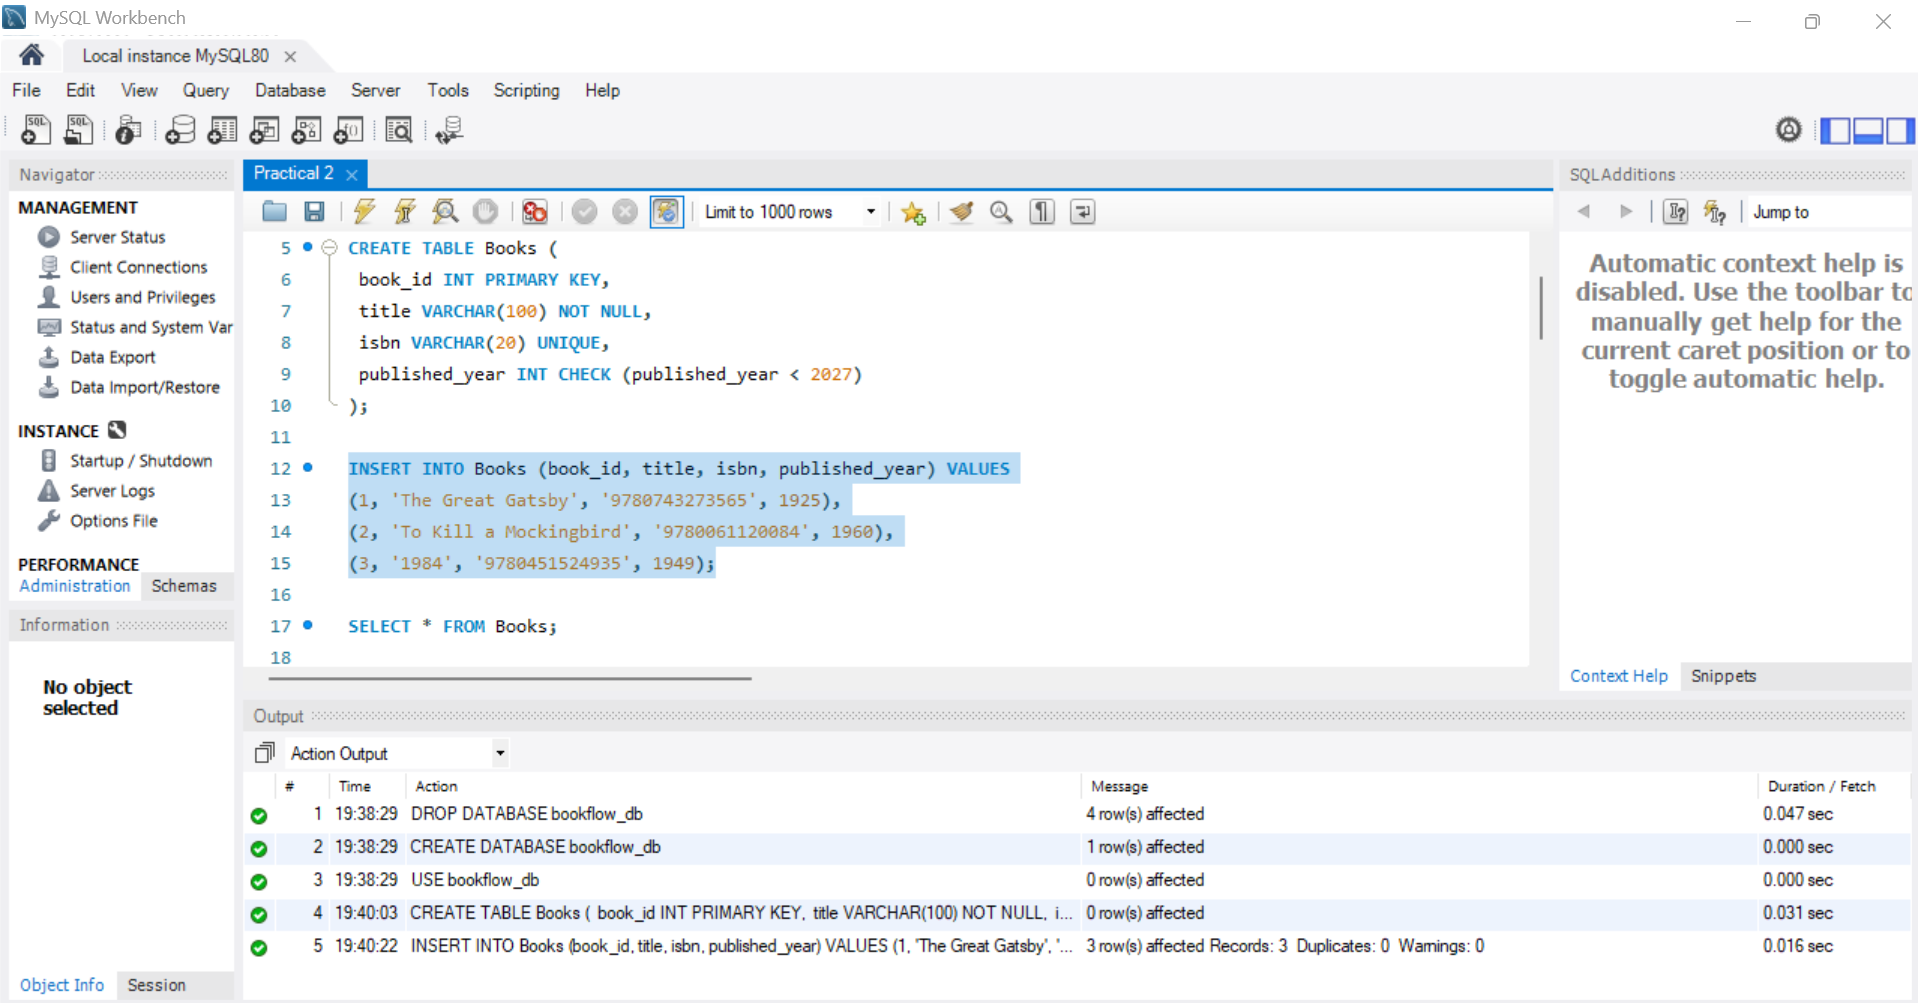 MySQL Workbench
Local instance MySQL80
File Edit View Query Database Server Tools Scripting Help
Navigator
MANAGEMENT
Server Status
Client Connections
Users and Privileges
Status and System Var
Data Export
Data Import/Restore
INSTANCE
Startup / Shutdown
Server Logs
Options File
PERFORMANCE
Administration Schemas
Information
No object
selected
Object Info Session
Practical 2
Limit to 1000 rows
5 CREATE TABLE Books (
6 book_id INT PRIMARY KEY,
7 title VARCHAR(100) NOT NULL,
8 isbn VARCHAR(20) UNIQUE,
9 published_year INT CHECK (published_year < 2027)
10 );
11
12 INSERT INTO Books (book_id, title, isbn, published_year) VALUES
13 (1, 'The Great Gatsby', '9780743273565', 1925),
14 (2, 'To Kill a Mockingbird', '9780061120084', 1960),
15 (3, '1984', '9780451524935', 1949);
16
17 SELECT * FROM Books;
18
SQLAdditions
Jump to
Automatic context help is
disabled. Use the toolbar to
manually get help for the
current caret position or to
toggle automatic help.
Context Help Snippets
Output
Action Output
# Time Action Message Duration / Fetch
1 19:38:29 DROP DATABASE bookflow_db 4 row(s) affected 0.047 sec
2 19:38:29 CREATE DATABASE bookflow_db 1 row(s) affected 0.000 sec
3 19:38:29 USE bookflow_db 0 row(s) affected 0.000 sec
4 19:40:03 CREATE TABLE Books ( book_id INT PRIMARY KEY, title VARCHAR(100) NOT NULL, i... 0 row(s) affected 0.031 sec
5 19:40:22 INSERT INTO Books (book_id, title, isbn, published_year) VALUES (1, 'The Great Gatsby', '... 3 row(s) affected Records: 3 Duplicates: 0 Warnings: 0 0.016 sec